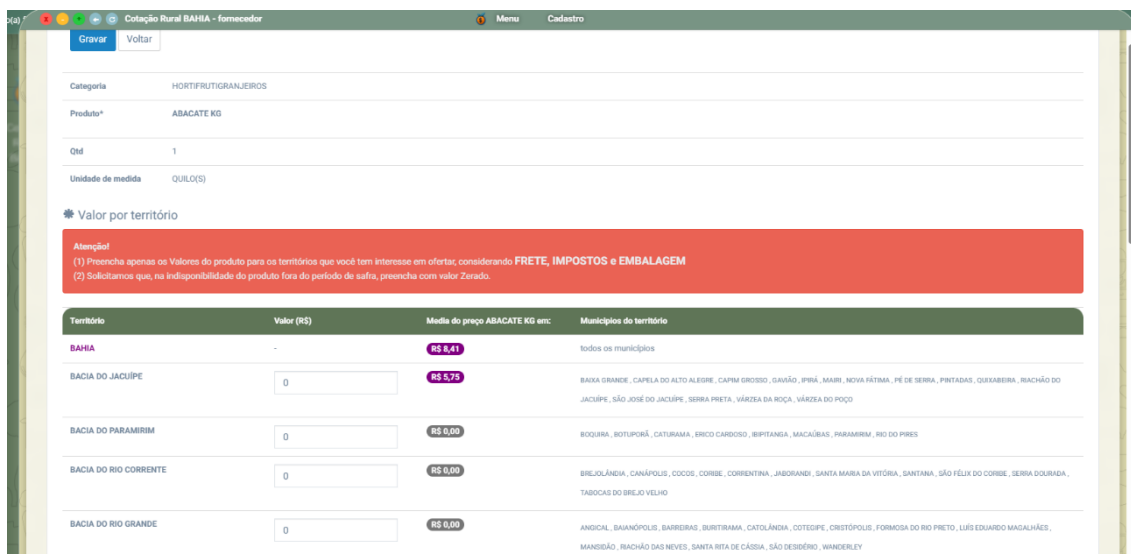 o(a)
Cotação Rural BAHIA - fornecedor
Menu
Cadastro
Gravar
Voltar
Categoria HORTIFRUTIGRANJEIROS
Produto* ABACATE KG
Qtd 1
Unidade de medida QUILO(S)
Valor por território
Atenção!
(1) Preencha apenas os Valores do produto para os territórios que você tem interesse em ofertar, considerando FRETE, IMPOSTOS e EMBALAGEM
(2) Solicitamos que, na indisponibilidade do produto fora do período de safra, preencha com valor Zerado.
Território Valor (R$) Media do preço ABACATE KG em: Municípios do território
BAHIA - R$ 8,41 todos os municípios
BACIA DO JACUÍPE 0 R$ 5,75 BAIXA GRANDE , CAPELA DO ALTO ALEGRE , CAPIM GROSSO , GAVIÃO , IPIRÁ , MAIRI , NOVA FÁTIMA , PÉ DE SERRA , PINTADAS , QUIXABEIRA , RIACHÃO DO
JACUÍPE , SÃO JOSÉ DO JACUÍPE , SERRA PRETA , VÁRZEA DA ROÇA , VÁRZEA DO POÇO
BACIA DO PARAMIRIM 0 R$ 0,00 BOQUIRA , BOTUPORÃ , CATURAMA , ERICO CARDOSO , IBIPITANGA , MACAÚBAS , PARAMIRIM , RIO DO PIRES
BACIA DO RIO CORRENTE 0 R$ 0,00 BREJOLÂNDIA , CANÁPOLIS , COCOS , CORIBE , CORRENTINA , JABORANDI , SANTA MARIA DA VITÓRIA , SANTANA , SÃO FÉLIX DO CORIBE , SERRA DOURADA ,
TABOCAS DO BREJO VELHO
BACIA DO RIO GRANDE 0 R$ 0,00 ANGICAL , BAIANÓPOLIS , BARREIRAS , BURITIRAMA , CATOLÂNDIA , COTEGIPE , CRISTÓPOLIS , FORMOSA DO RIO PRETO , LUÍS EDUARDO MAGALHÃES ,
MANSIDÃO , RIACHÃO DAS NEVES , SANTA RITA DE CÁSSIA , SÃO DESIDÉRIO , WANDERLEY